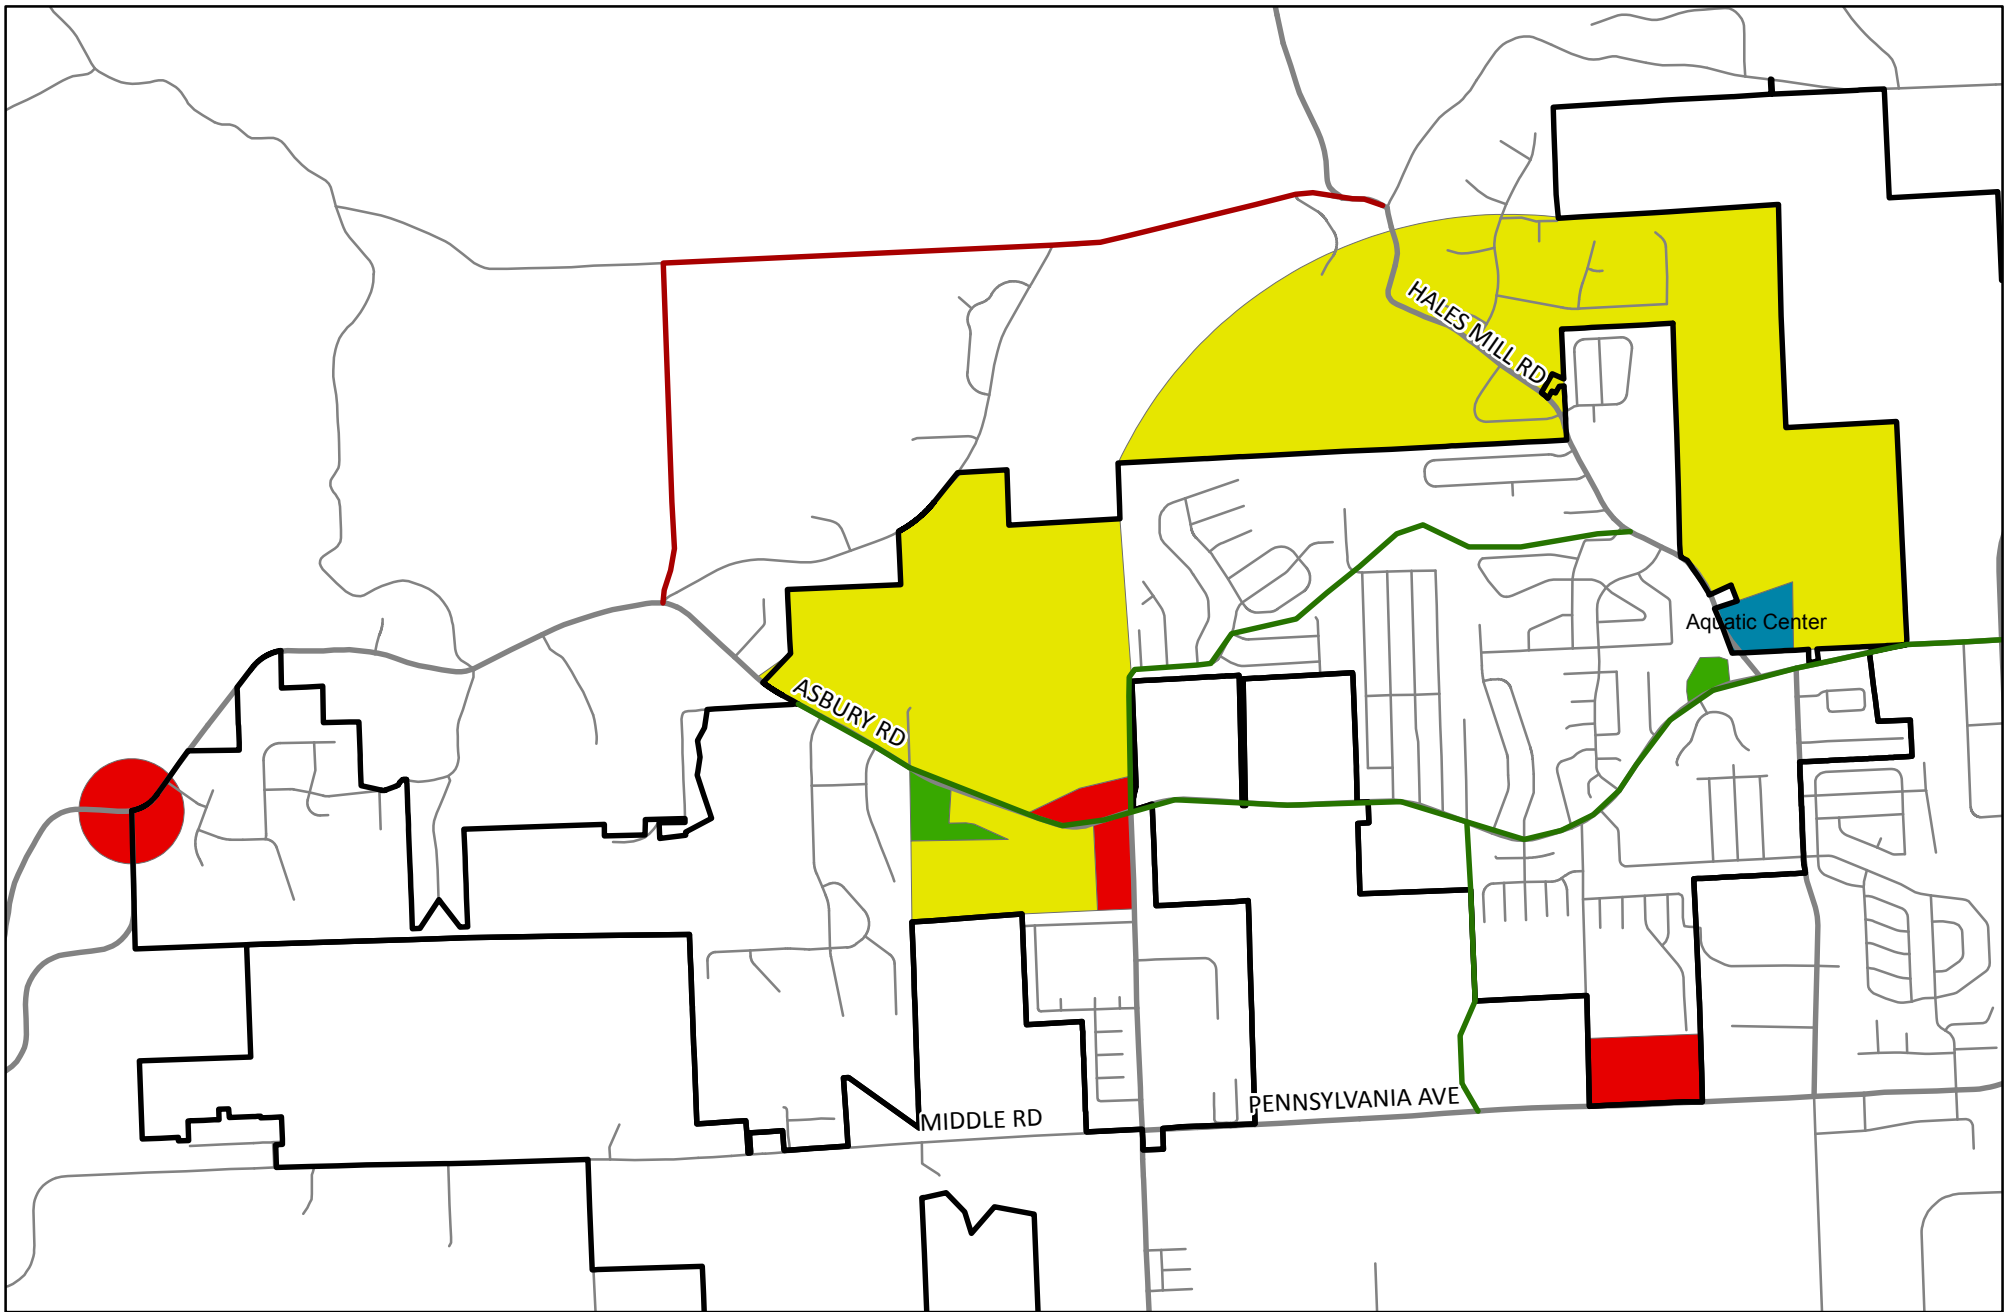 HALES MILL RD
Aquatic Center
ASBURY RD
PENNSYLVANIA AVE
MIDDLE RD